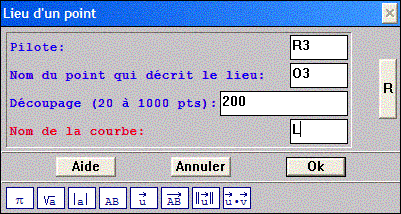 Lieu d'un point
Pilote: R3
Nom du point qui décrit le lieu: O3
Découpage (20 à 1000 pts): 200
Nom de la courbe: L
R
Aide Annuler Ok
π √a |a| AB u AB ||u|| u•v